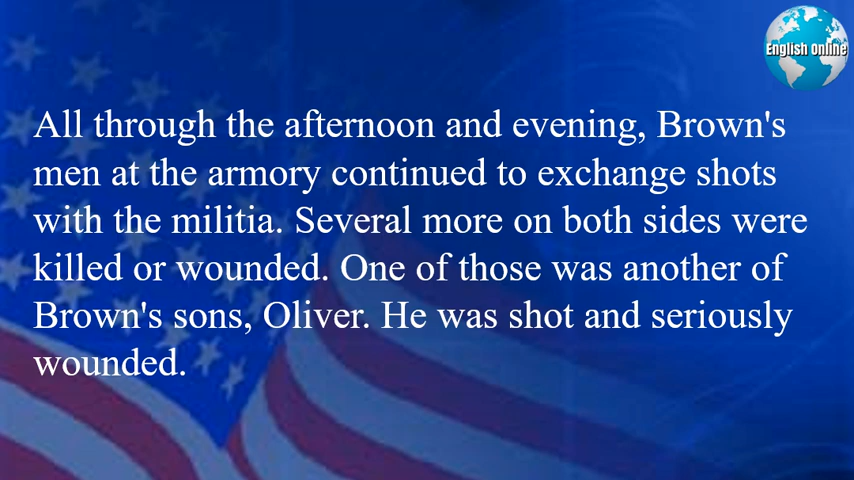 English Online
All through the afternoon and evening, Brown's
men at the armory continued to exchange shots
with the militia. Several more on both sides were
killed or wounded. One of those was another of
Brown's sons, Oliver. He was shot and seriously
wounded.